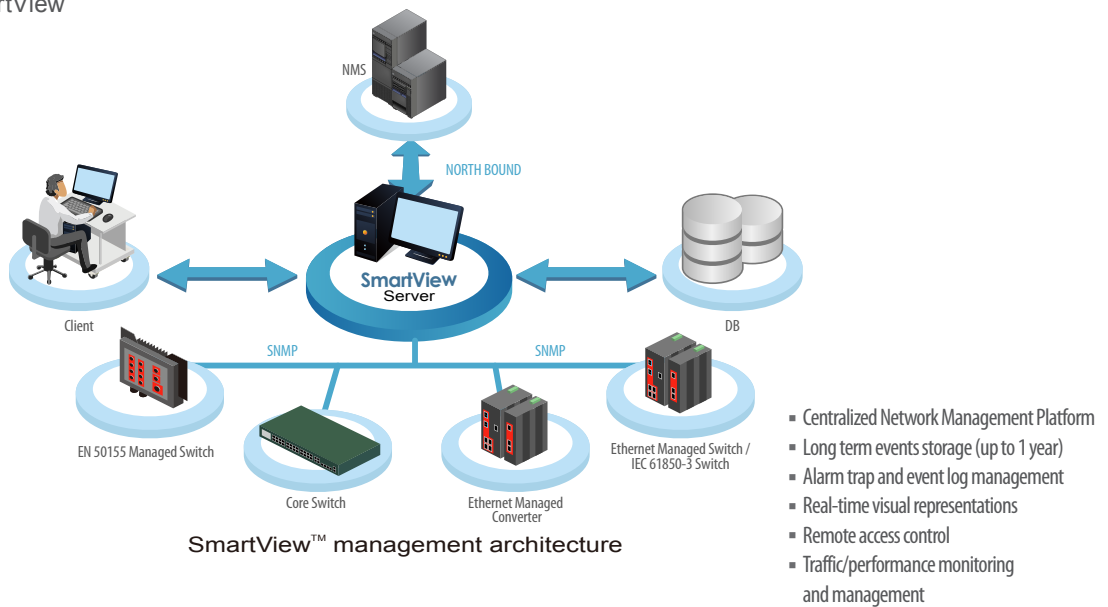 NMS
NORTH BOUND
SmartView
Server
Client
DB
SNMP
SNMP
EN 50155 Managed Switch
Core Switch
Ethernet Managed
Converter
Ethernet Managed Switch /
IEC 61850-3 Switch
SmartView™ management architecture
▪ Centralized Network Management Platform
▪ Long term events storage (up to 1 year)
▪ Alarm trap and event log management
▪ Real-time visual representations
▪ Remote access control
▪ Traffic/performance monitoring
and management